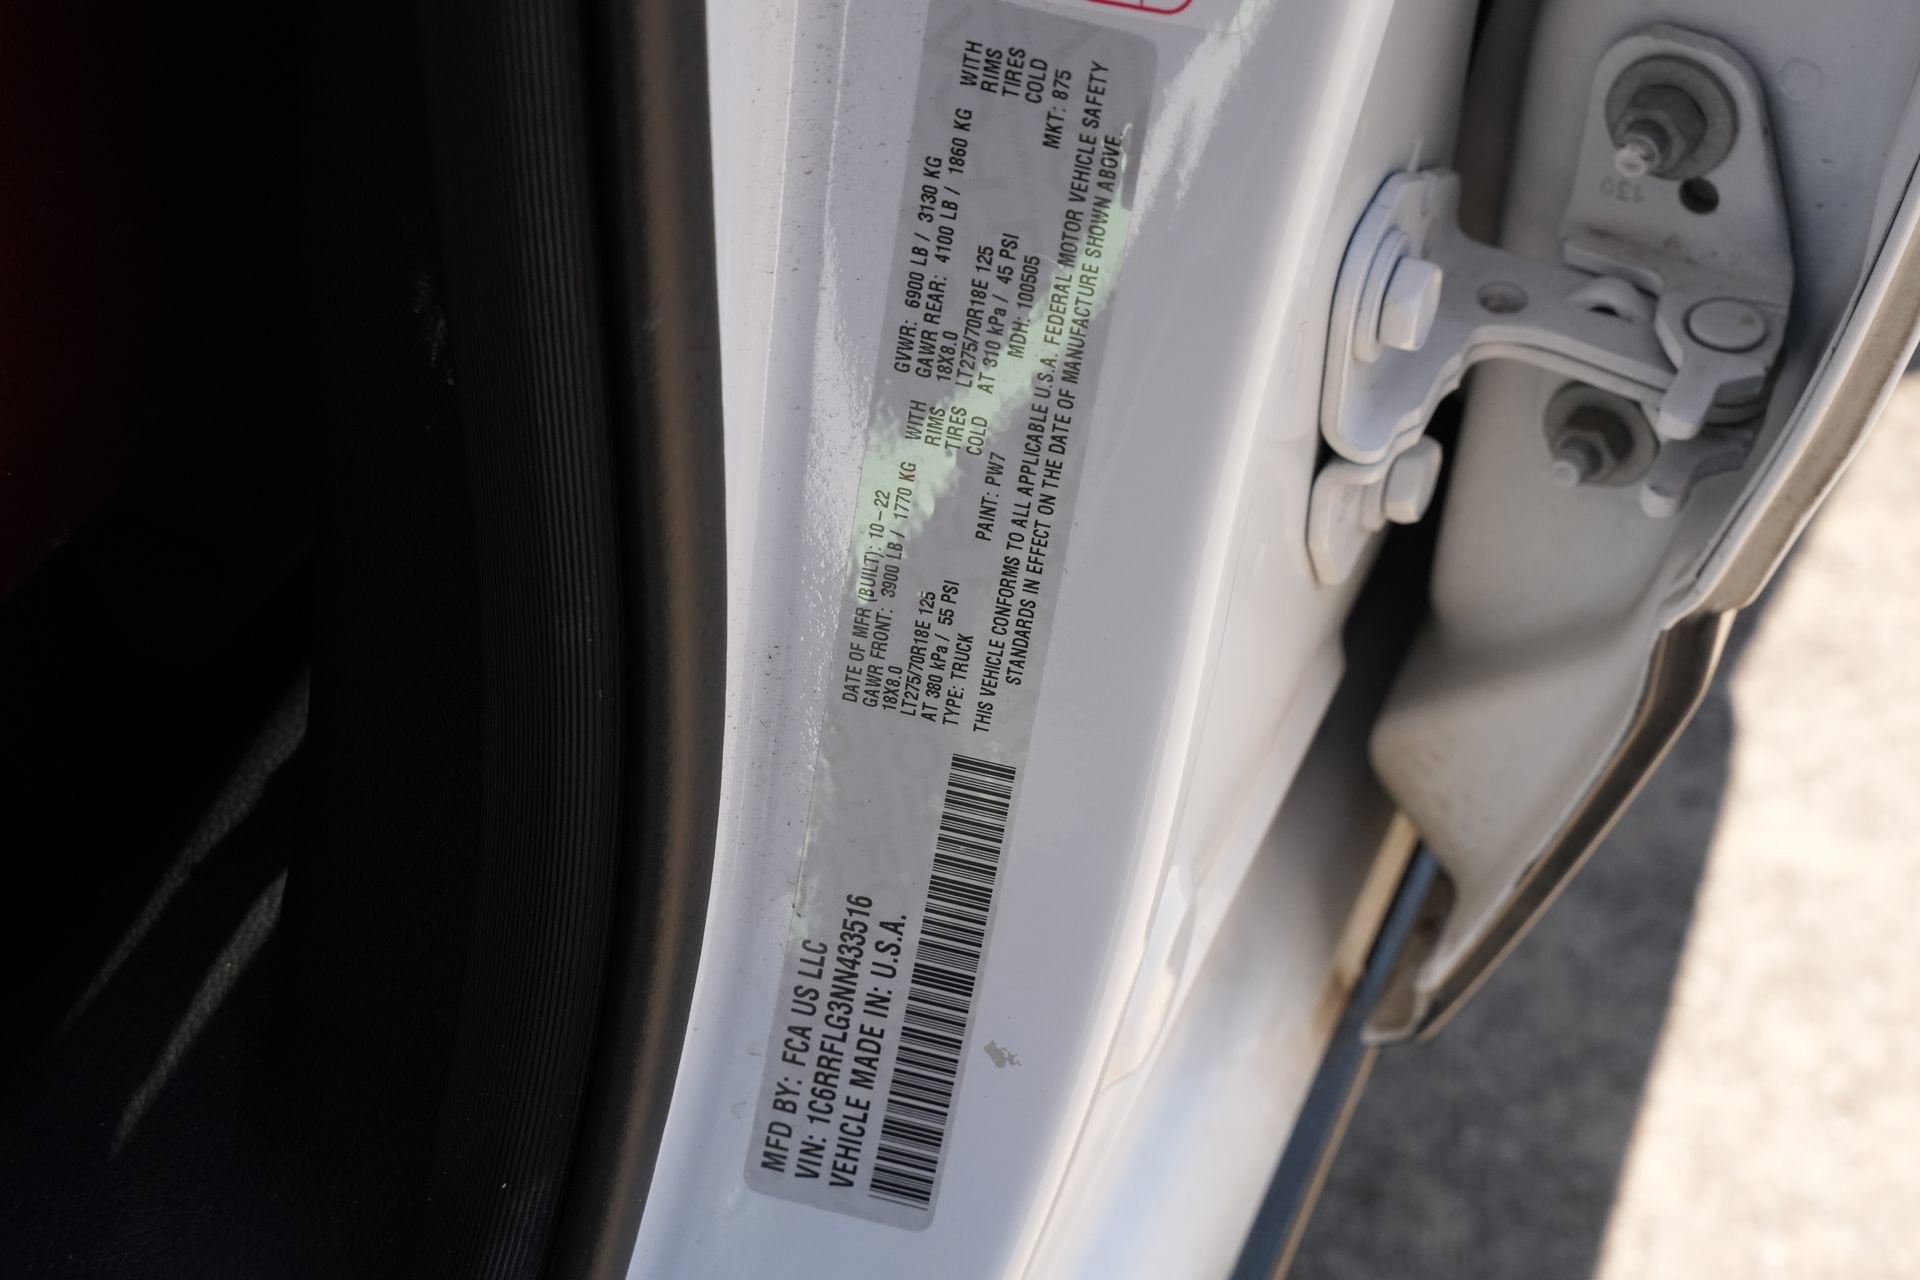 MFD BY: FCA US LLC
VIN: 1C6RRFLG3NN433516
VEHICLE MADE IN: U.S.A.
DATE OF MFR (BUILT): 10-22 GVWR: 6900 LB / 3130 KG
GAWR FRONT: 3900 LB / 1770 KG WITH GAWR REAR: 4100 LB / 1860 KG WITH
18X8.0 RIMS 18X8.0 RIMS
LT275/70R18E 125 TIRES LT275/70R18E 125 TIRES
AT 380 kPa / 55 PSI COLD AT 310 kPa / 45 PSI COLD
TYPE: TRUCK PAINT: PW7 MDH: 100505 MKT: 875
THIS VEHICLE CONFORMS TO ALL APPLICABLE U.S.A. FEDERAL MOTOR VEHICLE SAFETY
STANDARDS IN EFFECT ON THE DATE OF MANUFACTURE SHOWN ABOVE.
130